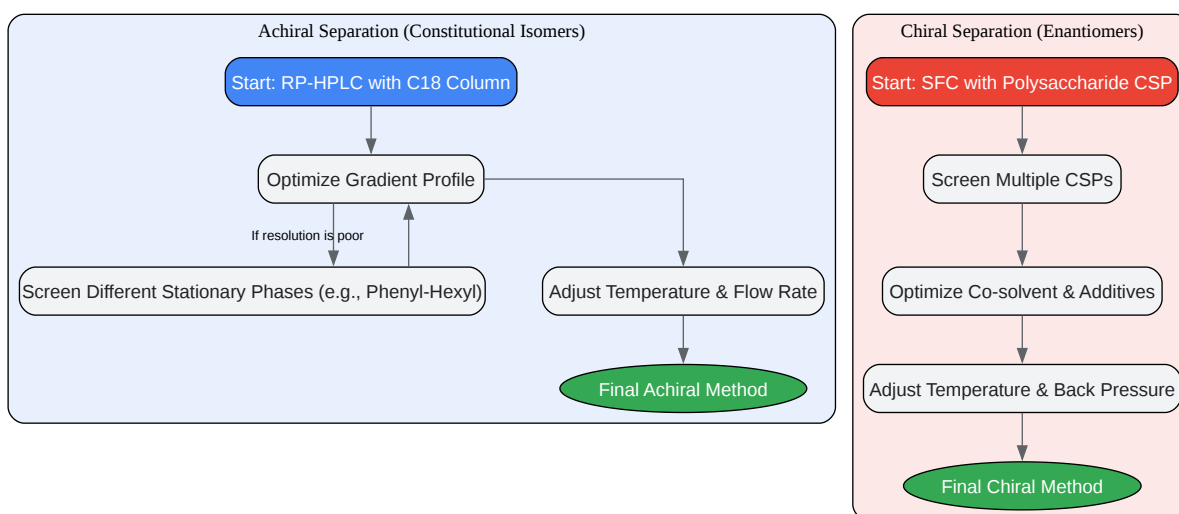 Achiral Separation (Constitutional Isomers)
Start: RP-HPLC with C18 Column
Optimize Gradient Profile
If resolution is poor
Screen Different Stationary Phases (e.g., Phenyl-Hexyl)
Adjust Temperature & Flow Rate
Final Achiral Method
Chiral Separation (Enantiomers)
Start: SFC with Polysaccharide CSP
Screen Multiple CSPs
Optimize Co-solvent & Additives
Adjust Temperature & Back Pressure
Final Chiral Method